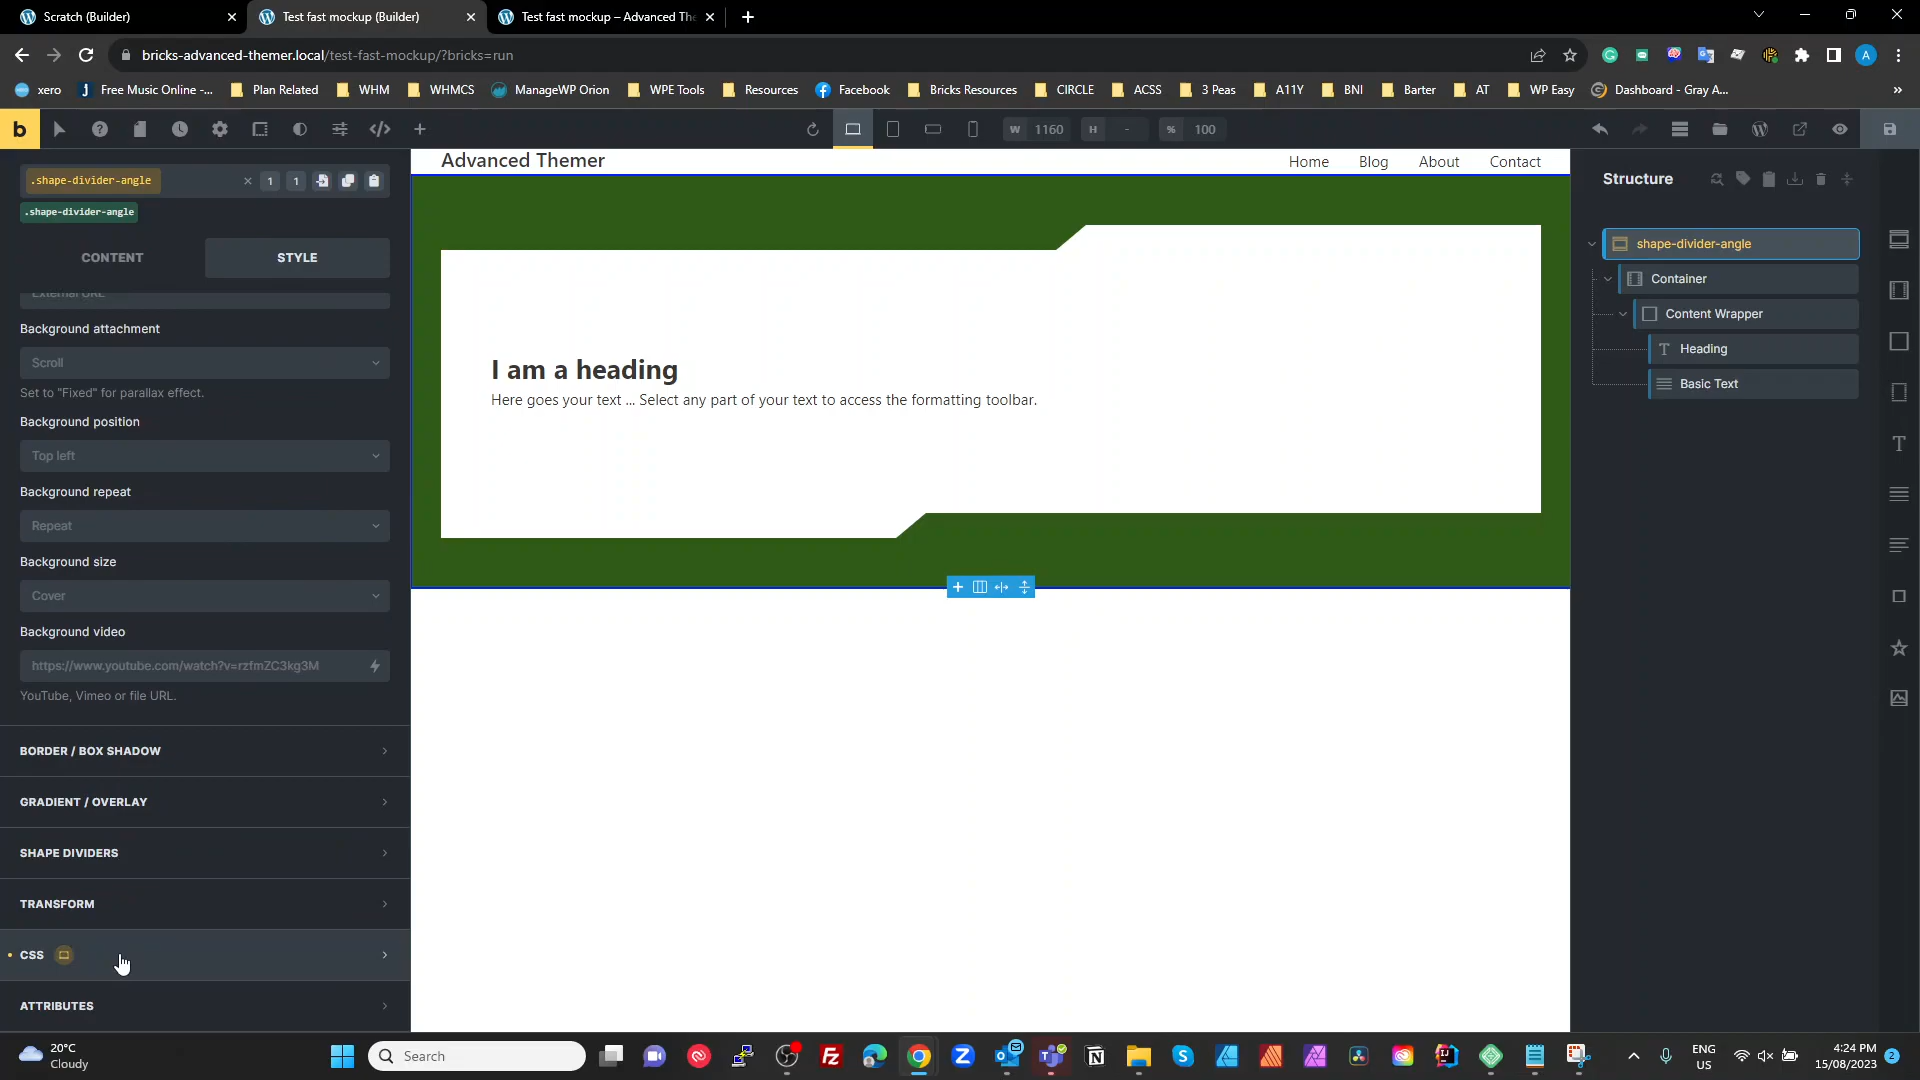 Scratch (Builder)
Test fast mockup (Builder)
Test fast mockup – Advanced The
bricks-advanced-themer.local/test-fast-mockup/?bricks=run
A
xero
Free Music Online -...
Plan Related
WHM
WHMCS
ManageWP Orion
WPE Tools
Resources
Facebook
Bricks Resources
CIRCLE
ACSS
3 Peas
A11Y
BNI
Barter
AT
WP Easy
Dashboard - Gray A...
b
W 1160
H -
% 100
.shape-divider-angle
1
1
.shape-divider-angle
CONTENT
STYLE
External URL
Background attachment
Scroll
Set to "Fixed" for parallax effect.
Background position
Top left
Background repeat
Repeat
Background size
Cover
Background video
https://www.youtube.com/watch?v=rzfmZC3kg3M
YouTube, Vimeo or file URL.
BORDER / BOX SHADOW
GRADIENT / OVERLAY
SHAPE DIVIDERS
TRANSFORM
CSS
ATTRIBUTES
Advanced Themer
Home
Blog
About
Contact
I am a heading
Here goes your text ... Select any part of your text to access the formatting toolbar.
Structure
shape-divider-angle
Container
Content Wrapper
Heading
Basic Text
20°C
Cloudy
Search
ENG
US
4:24 PM
15/08/2023
2